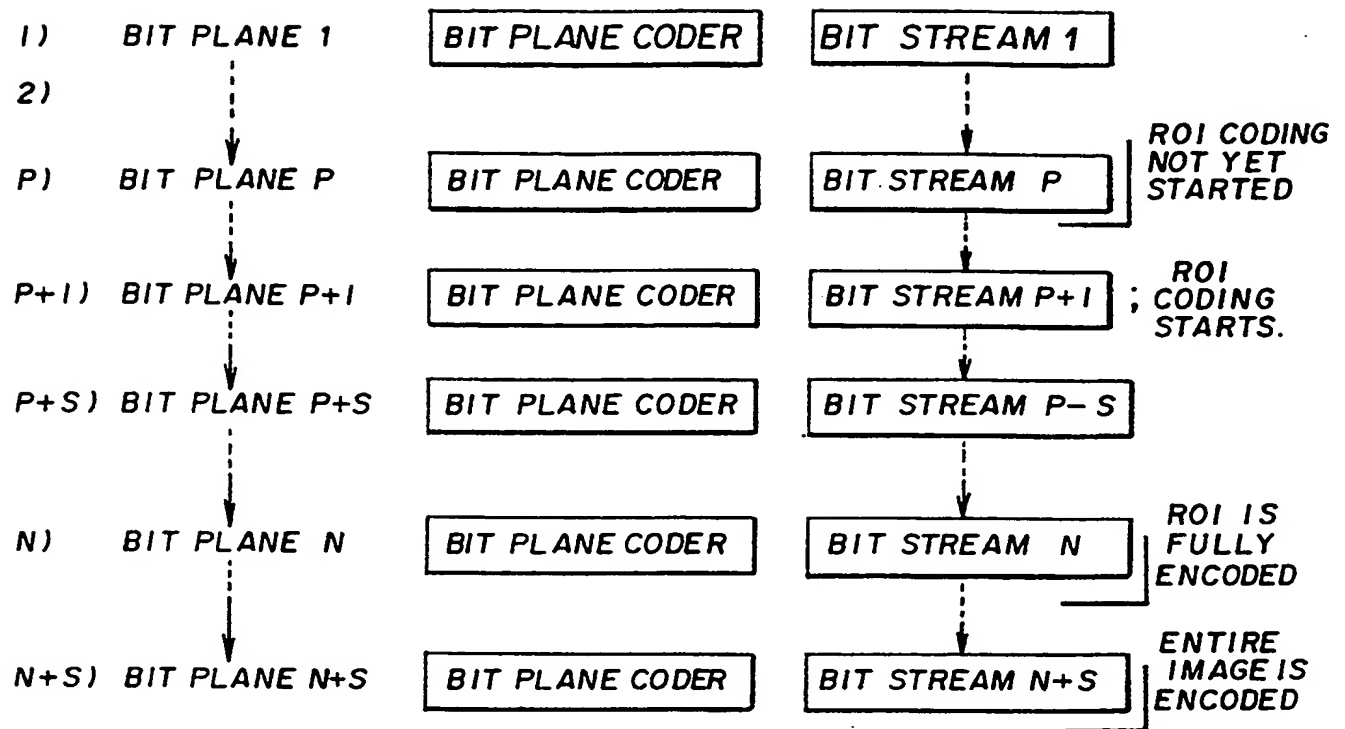 1) BIT PLANE 1 BIT PLANE CODER BIT STREAM 1
2)
P) BIT PLANE P BIT PLANE CODER BIT STREAM P
ROI CODING
NOT YET
STARTED
P+1) BIT PLANE P+1 BIT PLANE CODER BIT STREAM P+1
; ROI
CODING
STARTS.
P+S) BIT PLANE P+S BIT PLANE CODER BIT STREAM P-S
N) BIT PLANE N BIT PLANE CODER BIT STREAM N
ROI IS
FULLY
ENCODED
N+S) BIT PLANE N+S BIT PLANE CODER BIT STREAM N+S
ENTIRE
IMAGE IS
ENCODED